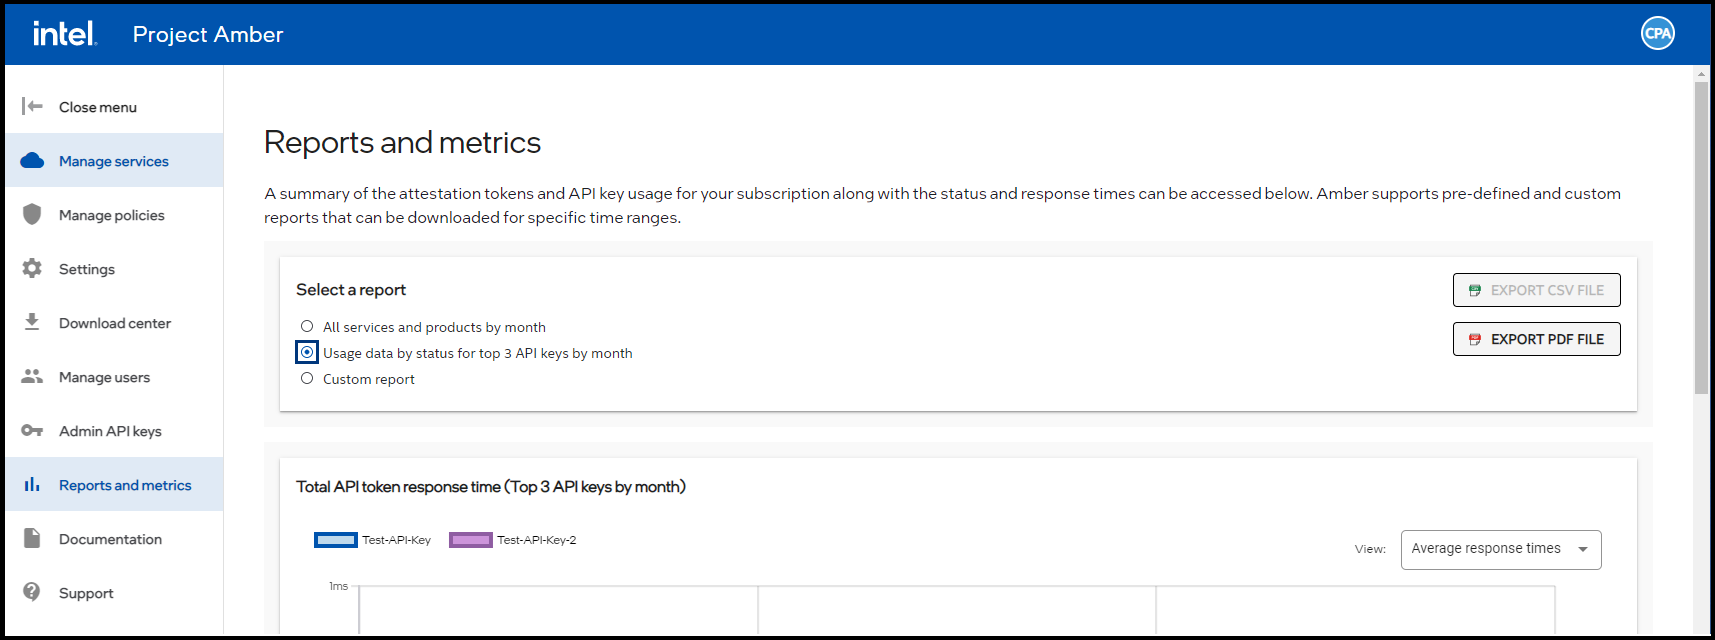 intel. Project Amber
CPA
Close menu
Manage services
Manage policies
Settings
Download center
Manage users
Admin API keys
Reports and metrics
Documentation
Support
Reports and metrics
A summary of the attestation tokens and API key usage for your subscription along with the status and response times can be accessed below. Amber supports pre-defined and custom
reports that can be downloaded for specific time ranges.
Select a report
All services and products by month
Usage data by status for top 3 API keys by month
Custom report
EXPORT CSV FILE
EXPORT PDF FILE
Total API token response time (Top 3 API keys by month)
Test-API-Key Test-API-Key-2
View: Average response times
1ms